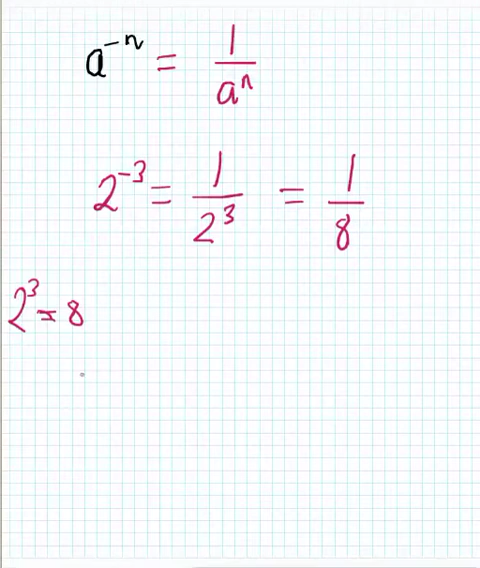 a⁻ⁿ = 1/aⁿ
2⁻³ = 1/2³ = 1/8
2³ = 8